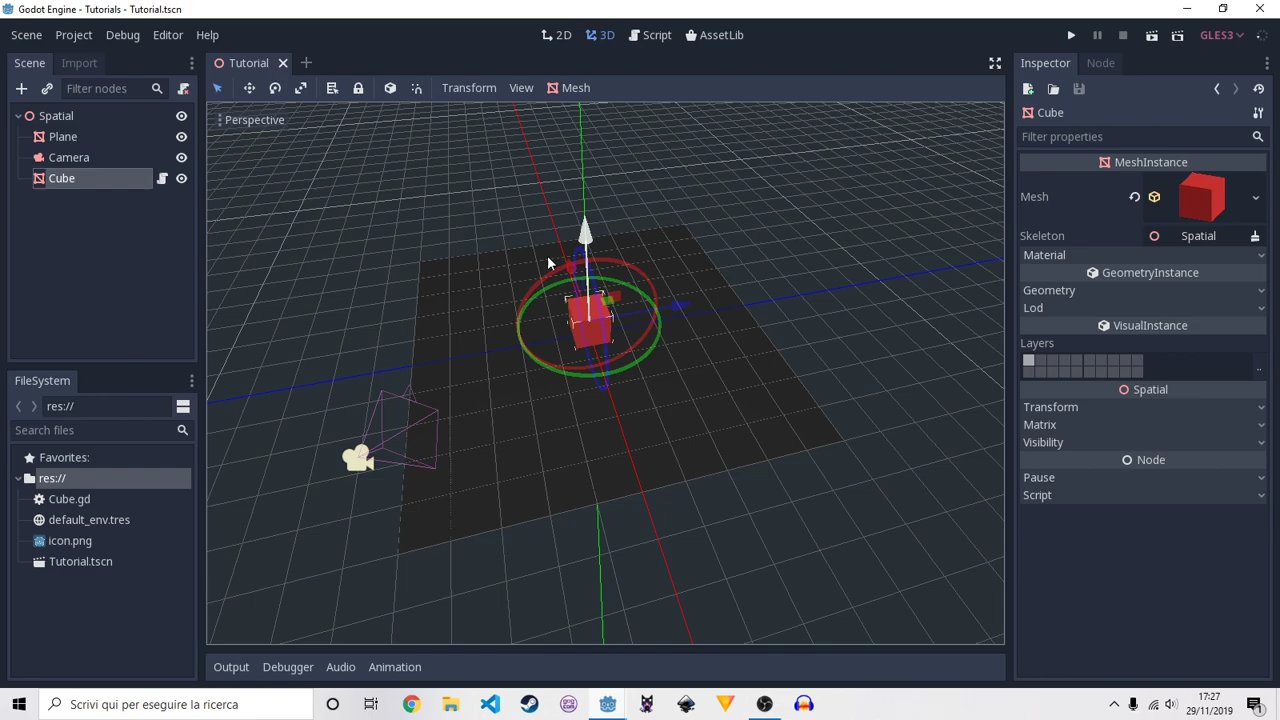 Godot Engine - Tutorials - Tutorial.tscn
Scene Project Debug Editor Help
2D 3D Script AssetLib
GLES3
Scene Import
Filter nodes
Spatial
Plane
Camera
Cube
FileSystem
res://
Search files
Favorites:
res://
Cube.gd
default_env.tres
icon.png
Tutorial.tscn
Tutorial
Transform View Mesh
Perspective
Output Debugger Audio Animation
Inspector Node
Cube
Filter properties
MeshInstance
Mesh
Skeleton Spatial
Material
GeometryInstance
Geometry
Lod
VisualInstance
Layers
..
Spatial
Transform
Matrix
Visibility
Node
Pause
Script
Scrivi qui per eseguire la ricerca
17:27
29/11/2019
1